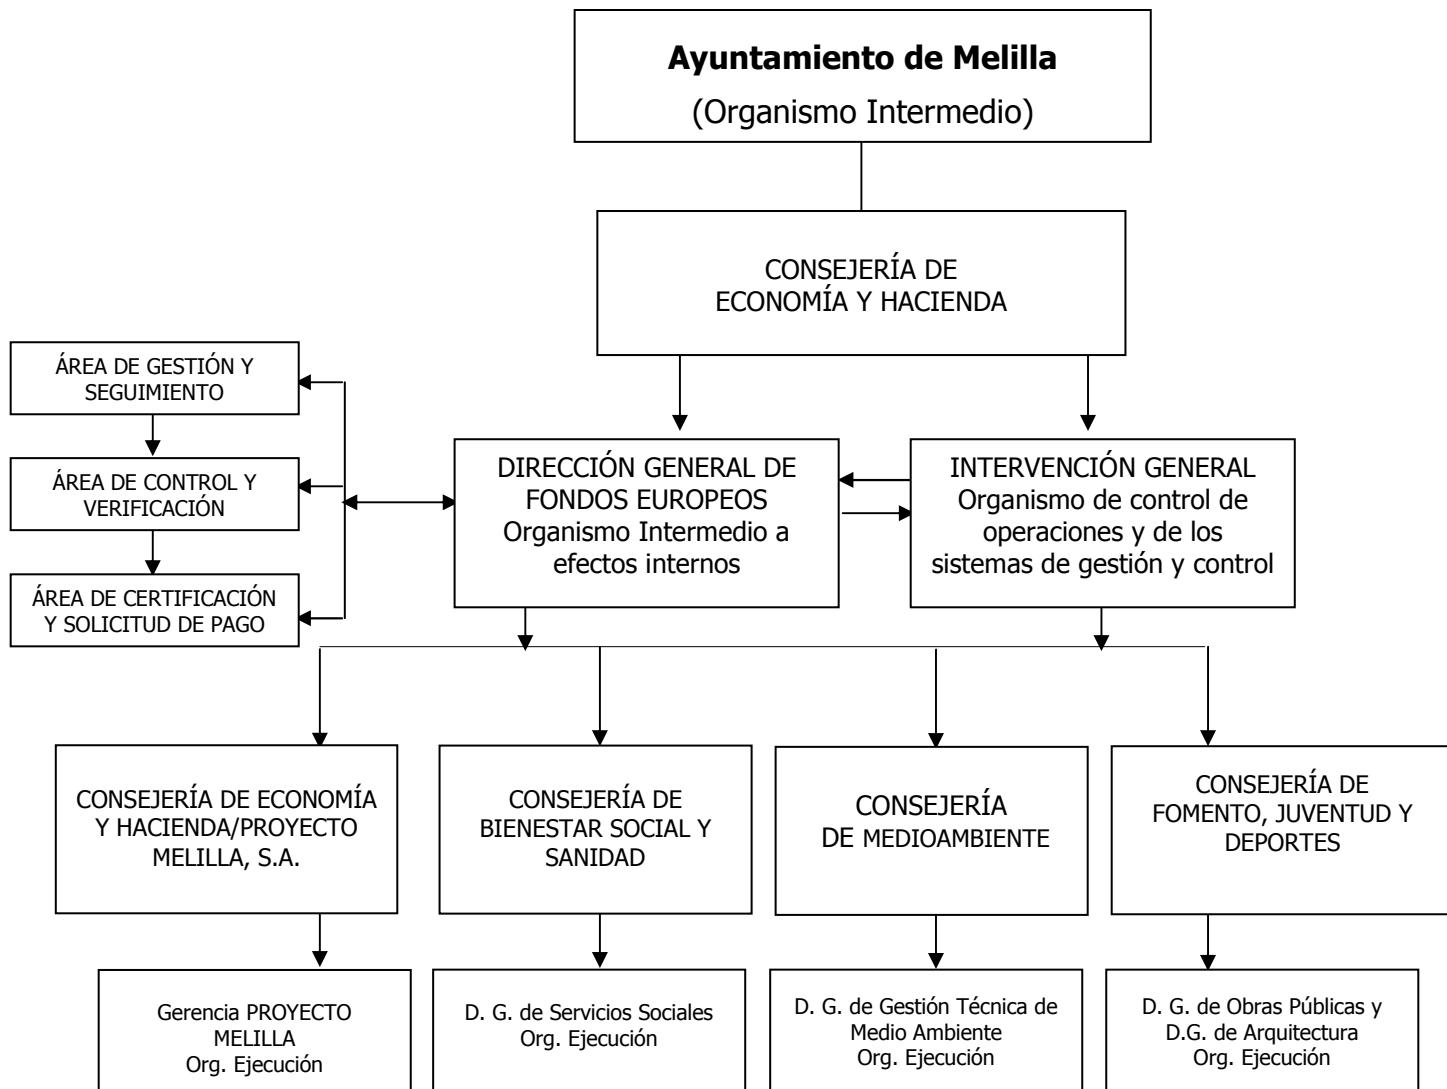 Ayuntamiento de Melilla
(Organismo Intermedio)
CONSEJERÍA DE
ECONOMÍA Y HACIENDA
ÁREA DE GESTIÓN Y
SEGUIMIENTO
ÁREA DE CONTROL Y
VERIFICACIÓN
ÁREA DE CERTIFICACIÓN
Y SOLICITUD DE PAGO
DIRECCIÓN GENERAL DE
FONDOS EUROPEOS
Organismo Intermedio a
efectos internos
INTERVENCIÓN GENERAL
Organismo de control de
operaciones y de los
sistemas de gestión y control
CONSEJERÍA DE ECONOMÍA
Y HACIENDA/PROYECTO
MELILLA, S.A.
CONSEJERÍA DE
BIENESTAR SOCIAL Y
SANIDAD
CONSEJERÍA
DE MEDIOAMBIENTE
CONSEJERÍA DE
FOMENTO, JUVENTUD Y
DEPORTES
Gerencia PROYECTO
MELILLA
Org. Ejecución
D. G. de Servicios Sociales
Org. Ejecución
D. G. de Gestión Técnica de
Medio Ambiente
Org. Ejecución
D. G. de Obras Públicas y
D.G. de Arquitectura
Org. Ejecución